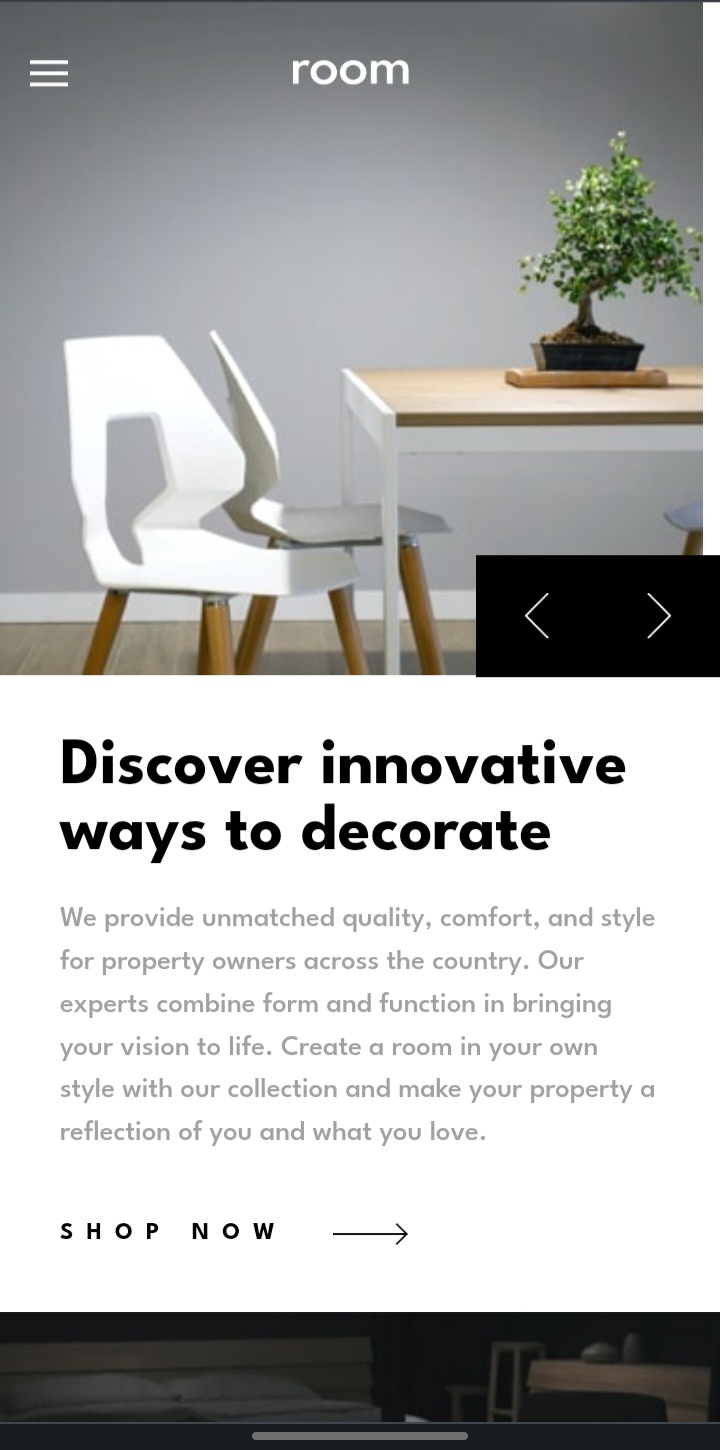 room
Discover innovative
ways to decorate
We provide unmatched quality, comfort, and style
for property owners across the country. Our
experts combine form and function in bringing
your vision to life. Create a room in your own
style with our collection and make your property a
reflection of you and what you love.
SHOP NOW